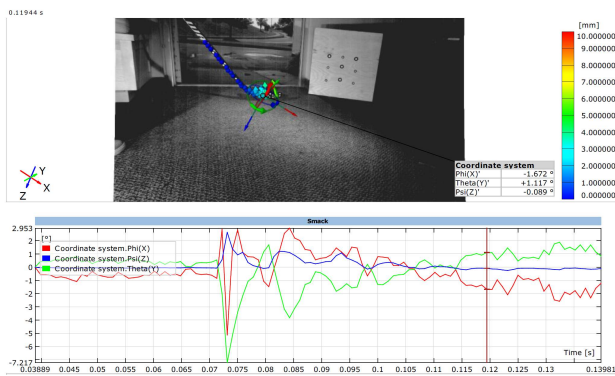 0.11944 s
[mm]
10.000000
9.000000
8.000000
7.000000
6.000000
5.000000
4.000000
3.000000
2.000000
1.000000
0.000000
Y
X
Z
Coordinate system
Phi(X)' -1.672 °
Theta(Y)' +1.117 °
Psi(Z)' -0.089 °
Smack
2.953
[°]
2
Coordinate system.Phi(X)
1
Coordinate system.Psi(Z)
0
Coordinate system.Theta(Y)
-1
-2
-3
-4
-5
-6
-7.217
Time [s]
0.03889 0.045 0.05 0.055 0.06 0.065 0.07 0.075 0.08 0.085 0.09 0.095 0.1 0.105 0.11 0.115 0.12 0.125 0.13 0.13981